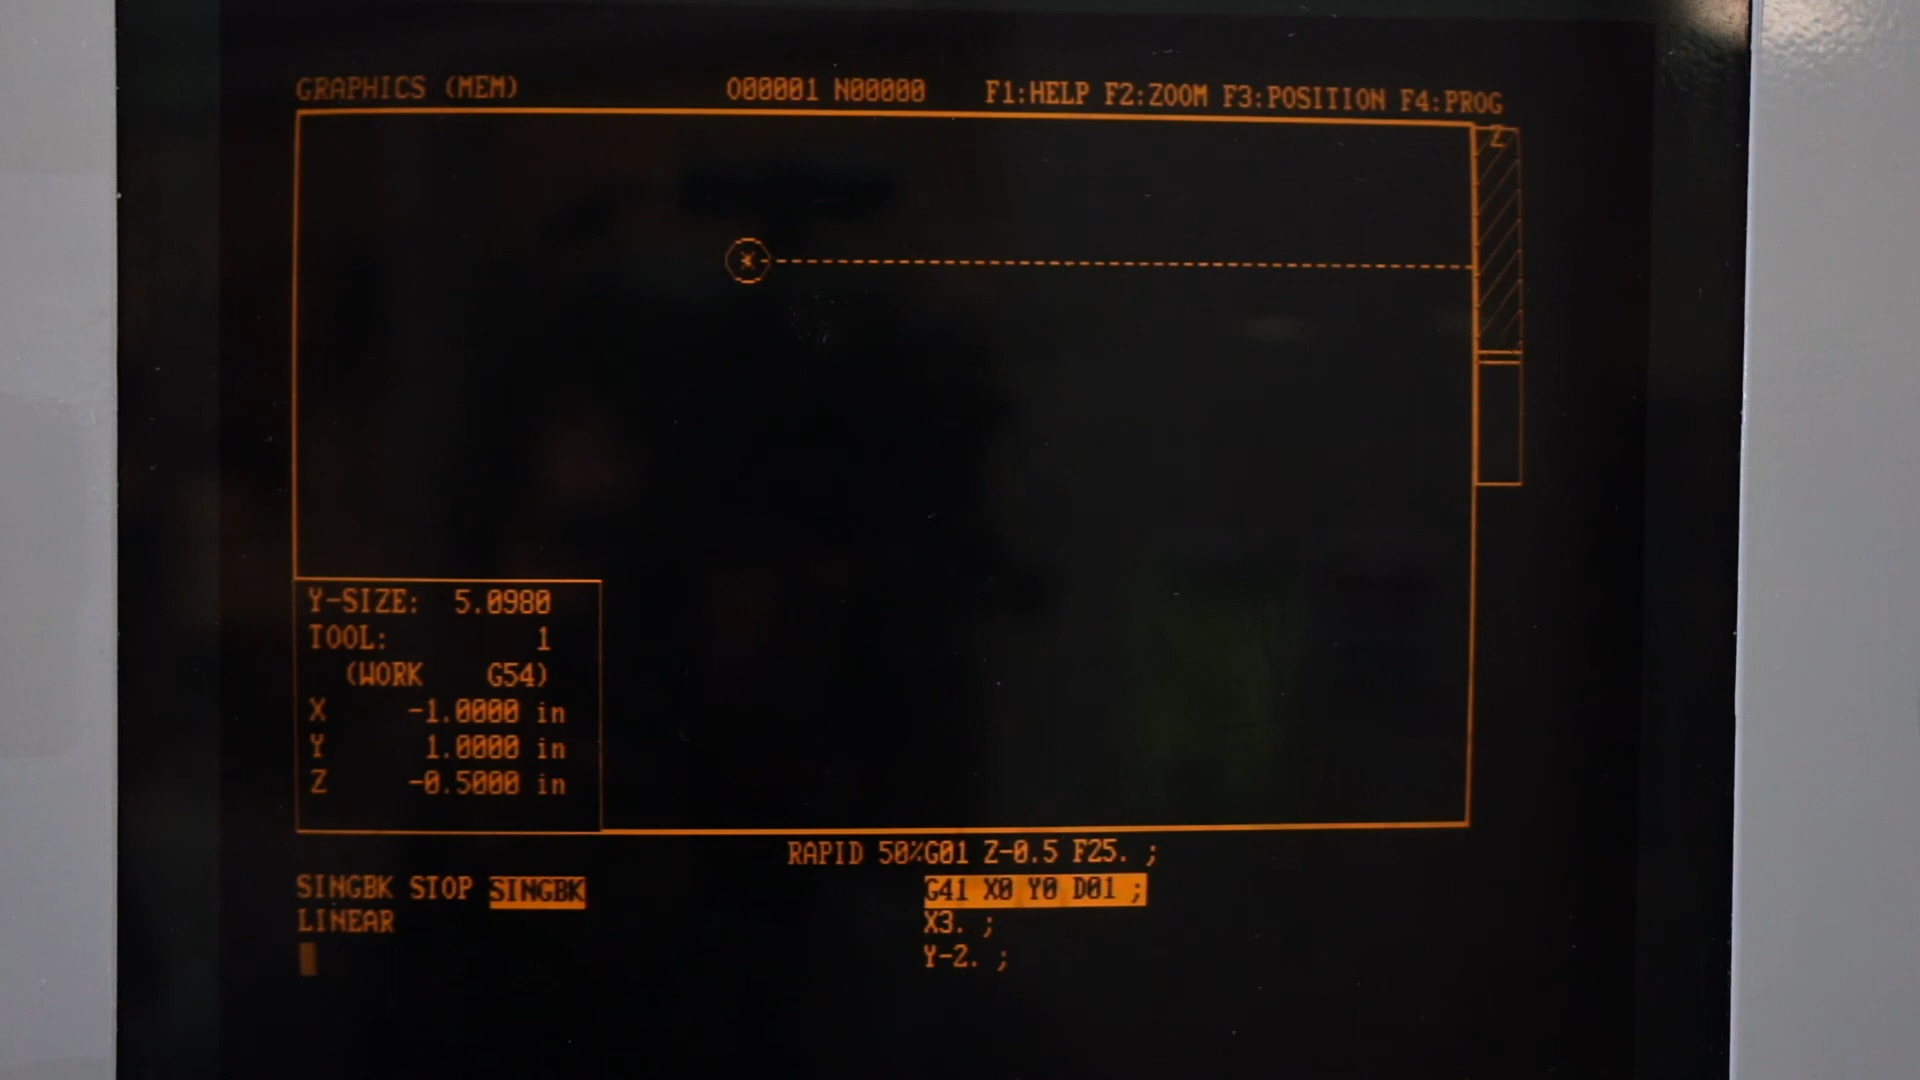 GRAPHICS (MEM) O00001 N00000 F1:HELP F2:ZOOM F3:POSITION F4:PROG
Z
Y-SIZE: 5.0980
TOOL: 1
(WORK G54)
X -1.0000 in
Y 1.0000 in
Z -0.5000 in
RAPID 50%G01 Z-0.5 F25. ;
SINGBK STOP SINGBK G41 X0 Y0 D01 ;
LINEAR X3. ;
Y-2. ;